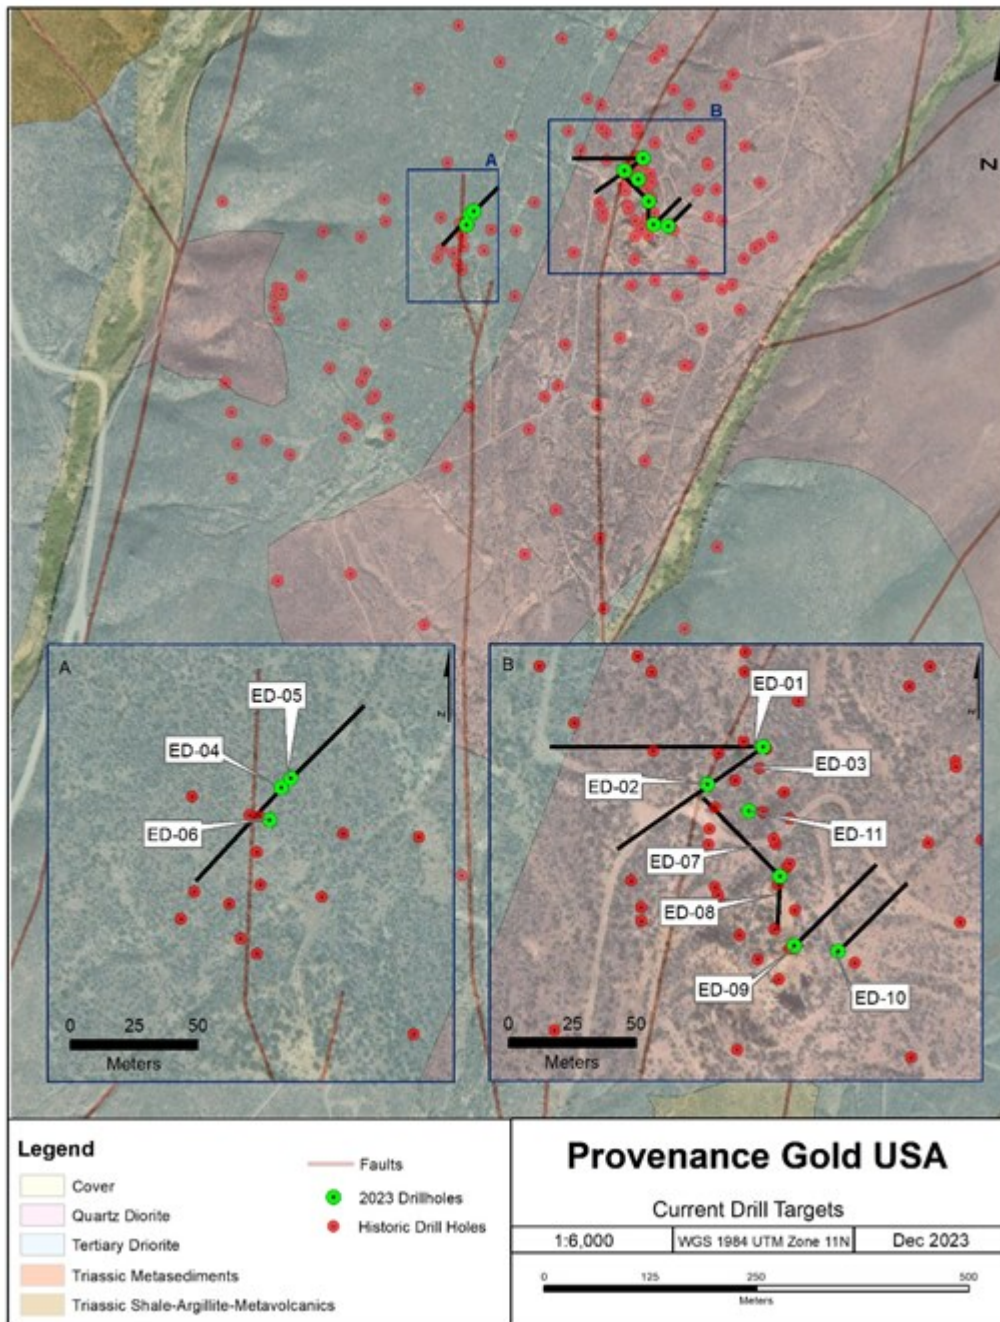 B
A
Z
A
ED-05
ED-04
ED-06
0 50
Meters
Z
B
ED-01
ED-03
ED-02
ED-11
ED-07
ED-08
ED-09
ED-10
0 25 50
Meters
Z
Legend
Cover
Quartz Diorite
Tertiary Driorite
Triassic Metasediments
Triassic Shale-Argillite-Metavolcanics
Faults
2023 Drillholes
Historic Drill Holes
Provenance Gold USA
Current Drill Targets
1:6,000 WGS 1984 UTM Zone 11N Dec 2023
0 125 250 500
Meters